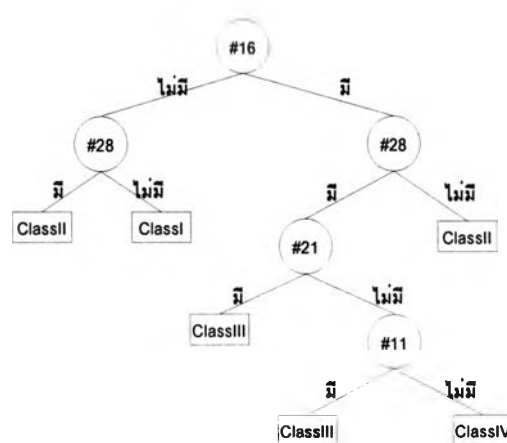 #16
ไม่มี มี
#28 #28
มี ไม่มี มี ไม่มี
ClassII ClassI #21 ClassII
มี ไม่มี
ClassIII #11
มี ไม่มี
ClassIII ClassIV